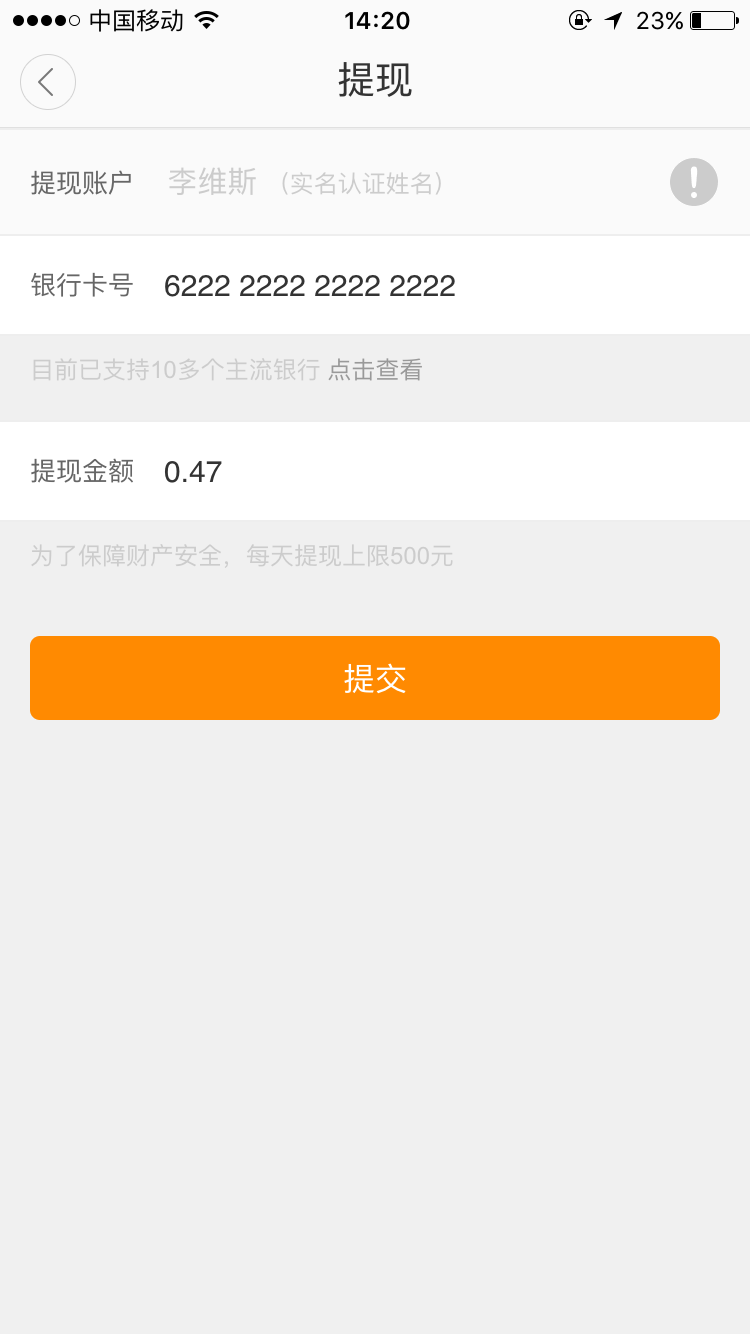 中国移动 14:20 23%
提现
提现账户 李维斯 （实名认证姓名）
银行卡号 6222 2222 2222 2222
目前已支持10多个主流银行 点击查看
提现金额 0.47
为了保障财产安全，每天提现上限500元
提交